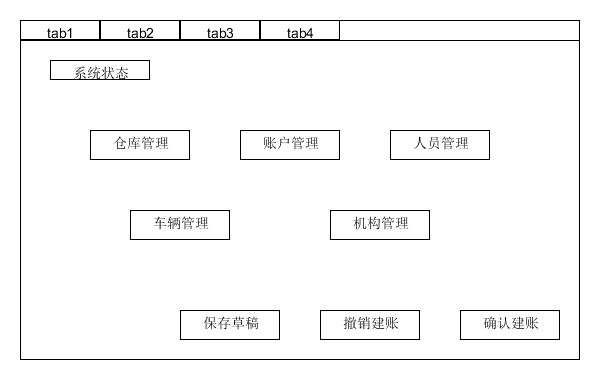 tab1 tab2 tab3 tab4
系统状态
仓库管理 账户管理 人员管理
车辆管理 机构管理
保存草稿 撤销建账 确认建账